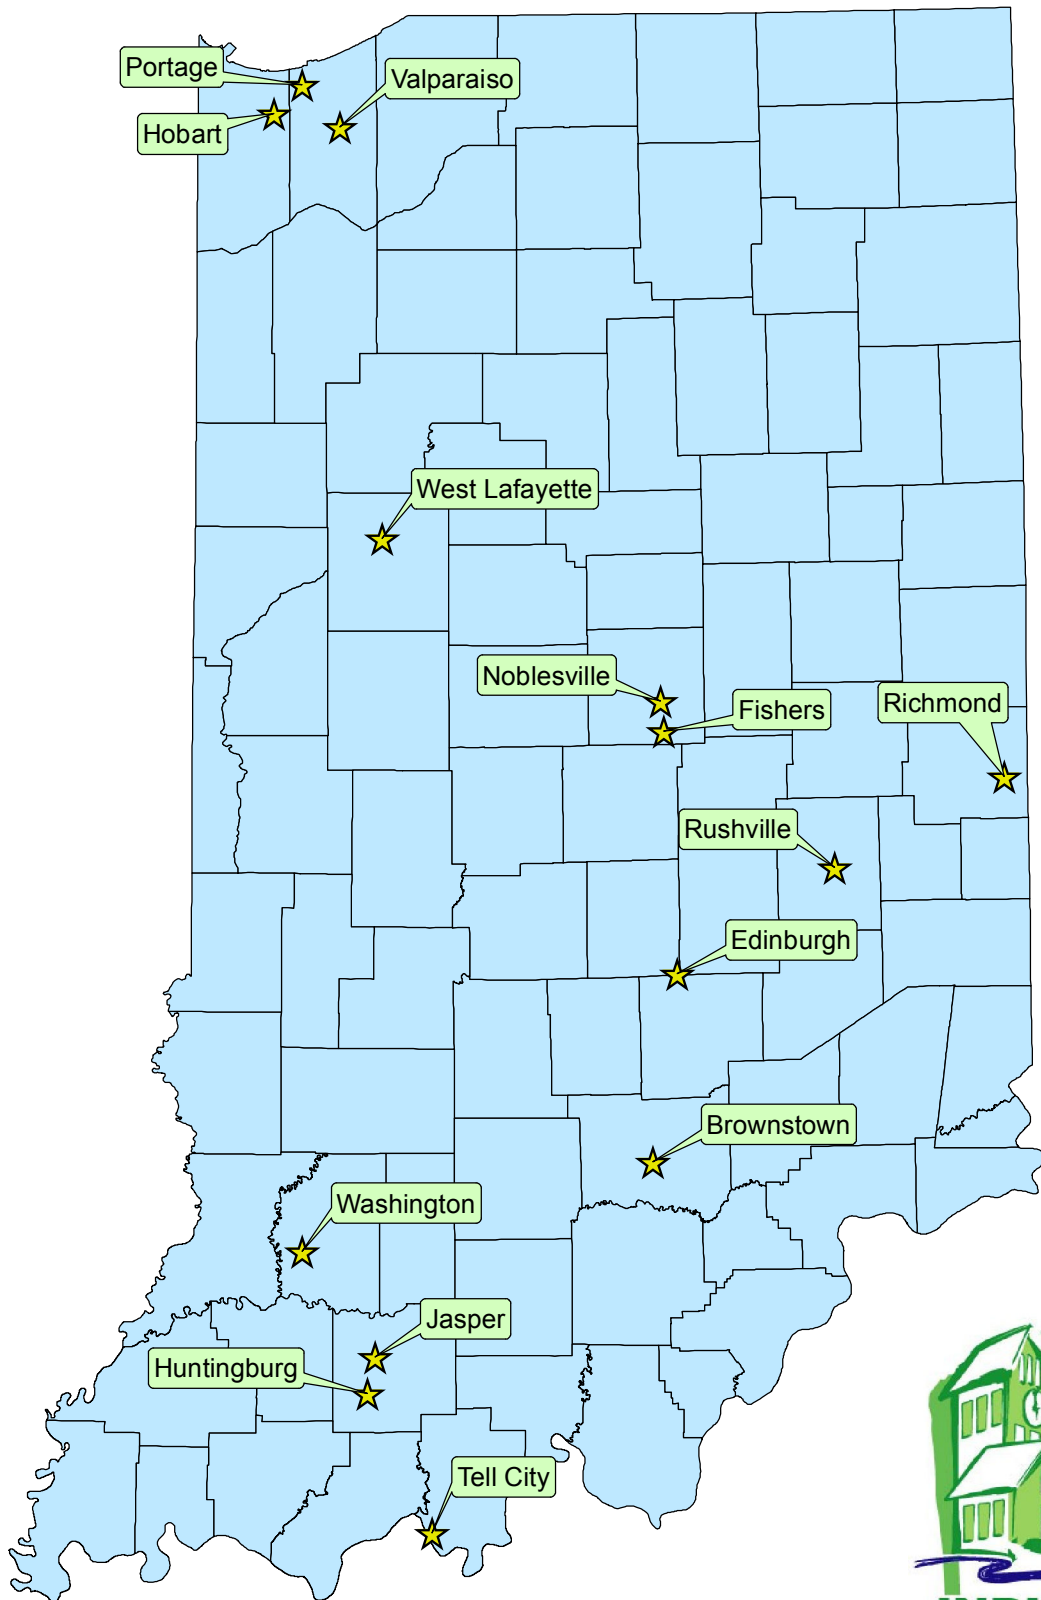 Portage
Valparaiso
Hobart
West Lafayette
Noblesville
Fishers
Richmond
Rushville
Edinburgh
Brownstown
Washington
Jasper
Huntingburg
Tell City